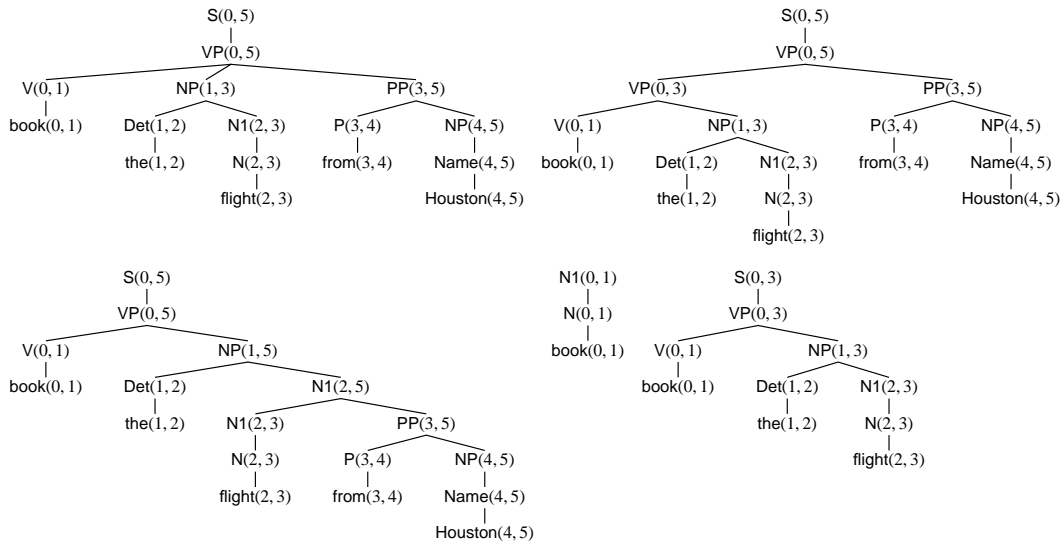 S(0, 5) S(0, 5)
VP(0, 5) VP(0, 5)
V(0, 1) NP(1, 3) PP(3, 5) VP(0, 3) PP(3, 5)
book(0, 1) Det(1, 2) N1(2, 3) P(3, 4) NP(4, 5) V(0, 1) NP(1, 3) P(3, 4) NP(4, 5)
the(1, 2) N(2, 3) from(3, 4) Name(4, 5) book(0, 1) Det(1, 2) N1(2, 3) from(3, 4) Name(4, 5)
flight(2, 3) Houston(4, 5) the(1, 2) N(2, 3) Houston(4, 5)
flight(2, 3)
S(0, 5) N1(0, 1) S(0, 3)
VP(0, 5) N(0, 1) VP(0, 3)
V(0, 1) NP(1, 5) book(0, 1) V(0, 1) NP(1, 3)
book(0, 1) Det(1, 2) N1(2, 5) book(0, 1) Det(1, 2) N1(2, 3)
the(1, 2) N1(2, 3) PP(3, 5) the(1, 2) N(2, 3)
N(2, 3) P(3, 4) NP(4, 5) flight(2, 3)
flight(2, 3) from(3, 4) Name(4, 5)
Houston(4, 5)